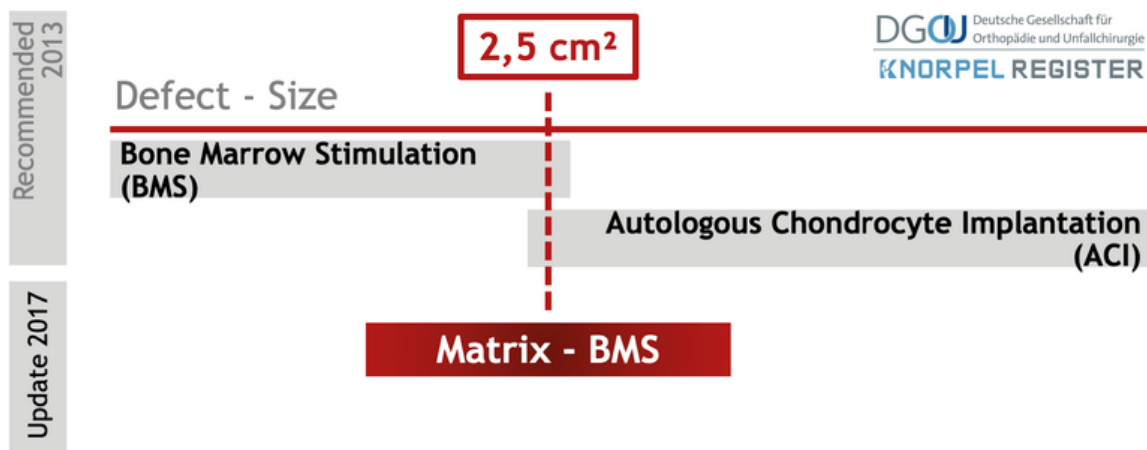 Recommended
2013
2,5 cm²
DGOU
Deutsche Gesellschaft für
Orthopädie und Unfallchirurgie
KNORPEL REGISTER
Defect - Size
Bone Marrow Stimulation
(BMS)
Autologous Chondrocyte Implantation
(ACI)
Update 2017
Matrix - BMS